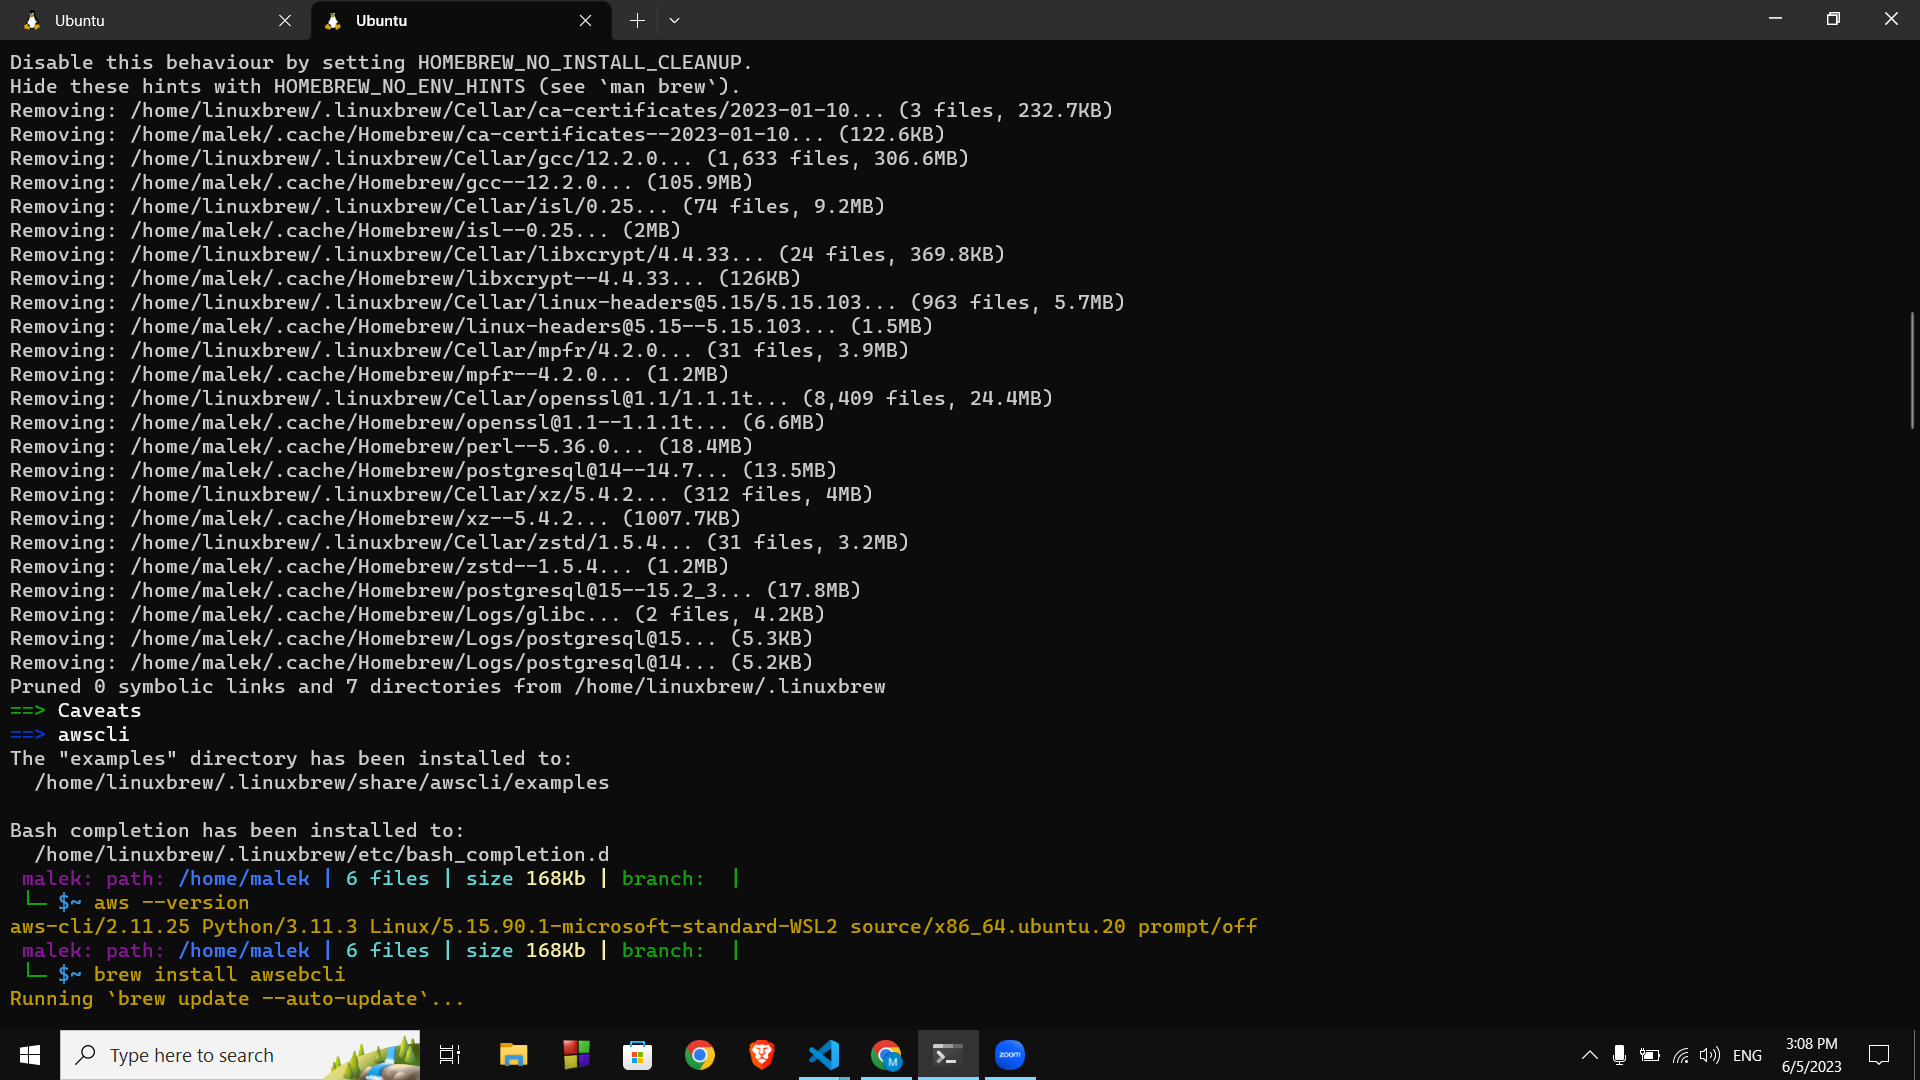 Ubuntu
Ubuntu
Disable this behaviour by setting HOMEBREW_NO_INSTALL_CLEANUP.
Hide these hints with HOMEBREW_NO_ENV_HINTS (see `man brew`).
Removing: /home/linuxbrew/.linuxbrew/Cellar/ca-certificates/2023-01-10... (3 files, 232.7KB)
Removing: /home/malek/.cache/Homebrew/ca-certificates--2023-01-10... (122.6KB)
Removing: /home/linuxbrew/.linuxbrew/Cellar/gcc/12.2.0... (1,633 files, 306.6MB)
Removing: /home/malek/.cache/Homebrew/gcc--12.2.0... (105.9MB)
Removing: /home/linuxbrew/.linuxbrew/Cellar/isl/0.25... (74 files, 9.2MB)
Removing: /home/malek/.cache/Homebrew/isl--0.25... (2MB)
Removing: /home/linuxbrew/.linuxbrew/Cellar/libxcrypt/4.4.33... (24 files, 369.8KB)
Removing: /home/malek/.cache/Homebrew/libxcrypt--4.4.33... (126KB)
Removing: /home/linuxbrew/.linuxbrew/Cellar/linux-headers@5.15/5.15.103... (963 files, 5.7MB)
Removing: /home/malek/.cache/Homebrew/linux-headers@5.15--5.15.103... (1.5MB)
Removing: /home/linuxbrew/.linuxbrew/Cellar/mpfr/4.2.0... (31 files, 3.9MB)
Removing: /home/malek/.cache/Homebrew/mpfr--4.2.0... (1.2MB)
Removing: /home/linuxbrew/.linuxbrew/Cellar/openssl@1.1/1.1.1t... (8,409 files, 24.4MB)
Removing: /home/malek/.cache/Homebrew/openssl@1.1--1.1.1t... (6.6MB)
Removing: /home/malek/.cache/Homebrew/perl--5.36.0... (18.4MB)
Removing: /home/malek/.cache/Homebrew/postgresql@14--14.7... (13.5MB)
Removing: /home/linuxbrew/.linuxbrew/Cellar/xz/5.4.2... (312 files, 4MB)
Removing: /home/malek/.cache/Homebrew/xz--5.4.2... (1007.7KB)
Removing: /home/linuxbrew/.linuxbrew/Cellar/zstd/1.5.4... (31 files, 3.2MB)
Removing: /home/malek/.cache/Homebrew/zstd--1.5.4... (1.2MB)
Removing: /home/malek/.cache/Homebrew/postgresql@15--15.2_3... (17.8MB)
Removing: /home/malek/.cache/Homebrew/Logs/glibc... (2 files, 4.2KB)
Removing: /home/malek/.cache/Homebrew/Logs/postgresql@15... (5.3KB)
Removing: /home/malek/.cache/Homebrew/Logs/postgresql@14... (5.2KB)
Pruned 0 symbolic links and 7 directories from /home/linuxbrew/.linuxbrew
==> Caveats
==> awscli
The "examples" directory has been installed to:
/home/linuxbrew/.linuxbrew/share/awscli/examples
Bash completion has been installed to:
/home/linuxbrew/.linuxbrew/etc/bash_completion.d
malek: path: /home/malek | 6 files | size 168Kb | branch:  |
└─ $~ aws --version
aws-cli/2.11.25 Python/3.11.3 Linux/5.15.90.1-microsoft-standard-WSL2 source/x86_64.ubuntu.20 prompt/off
malek: path: /home/malek | 6 files | size 168Kb | branch:  |
└─ $~ brew install awsebcli
Running `brew update --auto-update`...
Type here to search
M
zoom
ENG
3:08 PM
6/5/2023